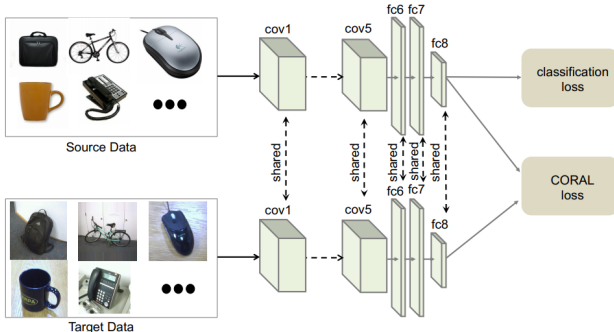 cov1
cov5
fc6
fc7
fc8
classification
loss
Source Data
shared
shared
shared
shared
shared
CORAL
loss
cov1
cov5
fc6
fc7
fc8
Target Data